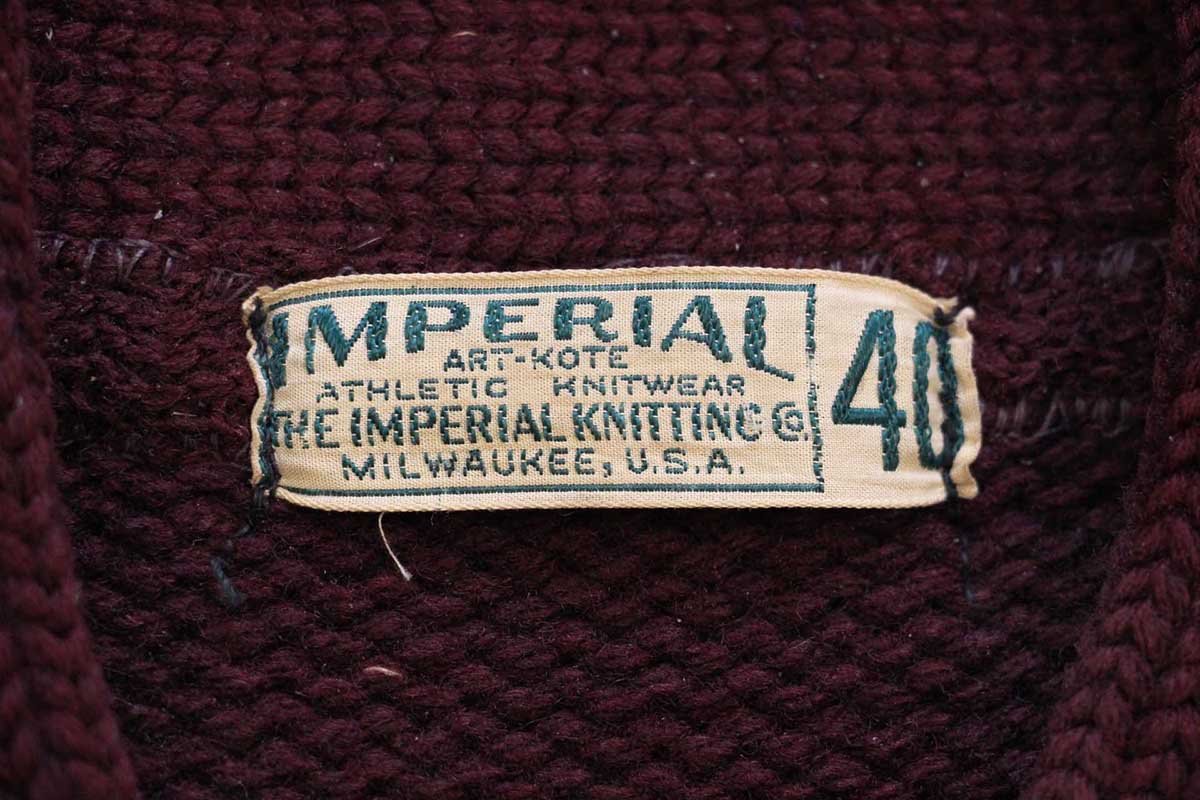 IMPERIAL
ART-KOTE
ATHLETIC KNITWEAR
THE IMPERIAL KNITTING CO.
MILWAUKEE, U.S.A.
40